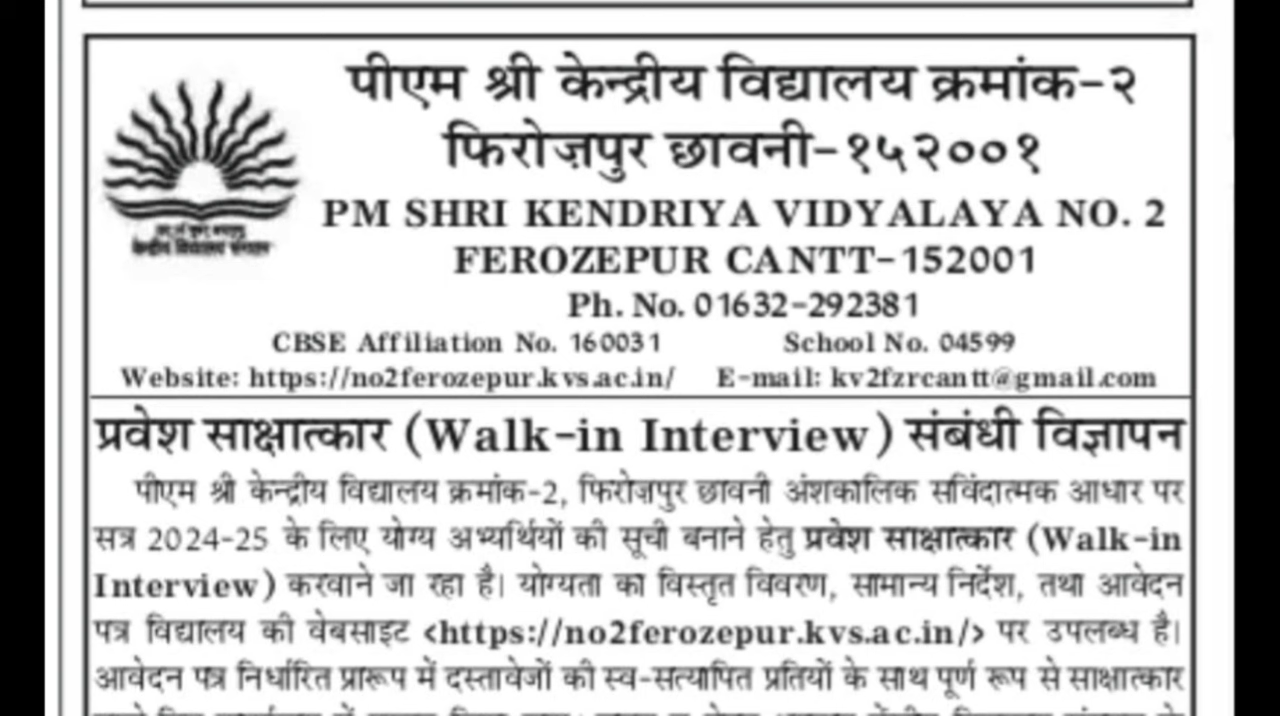 पीएम श्री केन्द्रीय विद्यालय क्रमांक-२
फिरोज़पुर छावनी-१५२००१
PM SHRI KENDRIYA VIDYALAYA NO. 2
FEROZEPUR CANTT-152001
Ph. No. 01632-292381
CBSE Affiliation No. 160031 School No. 04599
Website: https://no2ferozepur.kvs.ac.in/ E-mail: kv2fzrcantt@gmail.com
केन्द्रीय विद्यालय संगठन
प्रवेश साक्षात्कार (Walk-in Interview) संबंधी विज्ञापन
पीएम श्री केन्द्रीय विद्यालय क्रमांक-2, फिरोज़पुर छावनी अंशकालिक सविंदात्मक आधार पर
सत्र 2024-25 के लिए योग्य अभ्यर्थियों की सूची बनाने हेतु प्रवेश साक्षात्कार (Walk-in
Interview) करवाने जा रहा है। योग्यता का विस्तृत विवरण, सामान्य निर्देश, तथा आवेदन
पत्र विद्यालय की वेबसाइट <https://no2ferozepur.kvs.ac.in/> पर उपलब्ध है।
आवेदन पत्र निर्धारित प्रारूप में दस्तावेजों की स्व-सत्यापित प्रतियों के साथ पूर्ण रूप से साक्षात्कार